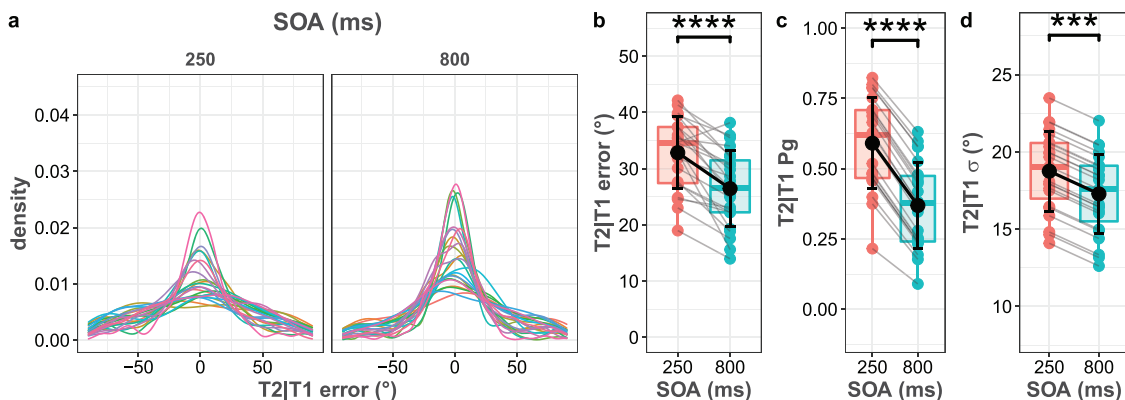 a
SOA (ms)
250
800
density
0.04
0.03
0.02
0.01
0.00
−50
0
50
−50
0
50
T2|T1 error (°)
b
****
T2|T1 error (°)
50
40
30
20
10
0
250
800
SOA (ms)
c
****
T2|T1 Pg
1.00
0.75
0.50
0.25
0.00
250
800
SOA (ms)
d
***
T2|T1 σ (°)
25
20
15
10
250
800
SOA (ms)